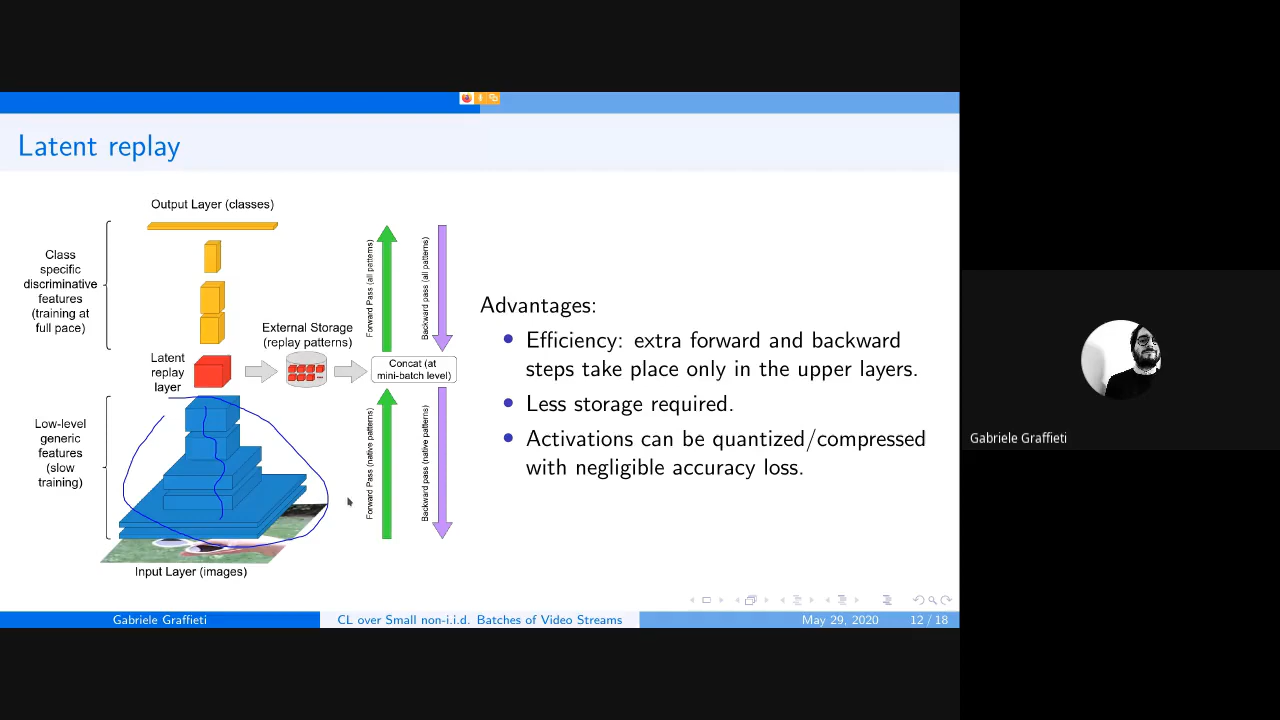 Latent replay
Output Layer (classes)
Class
specific
discriminative
features
(training at
full pace)
Forward Pass (all patterns)
Backward pass (all patterns)
External Storage
(replay patterns)
Latent
replay
layer
Concat (at
mini-batch level)
Low-level
generic
features
(slow
training)
Forward Pass (native patterns)
Backward pass (native patterns)
Input Layer (images)
Advantages:
Efficiency: extra forward and backward
steps take place only in the upper layers.
Less storage required.
Activations can be quantized/compressed
with negligible accuracy loss.
Gabriele Graffieti
CL over Small non-i.i.d. Batches of Video Streams
May 29, 2020
12 / 18
Gabriele Graffieti